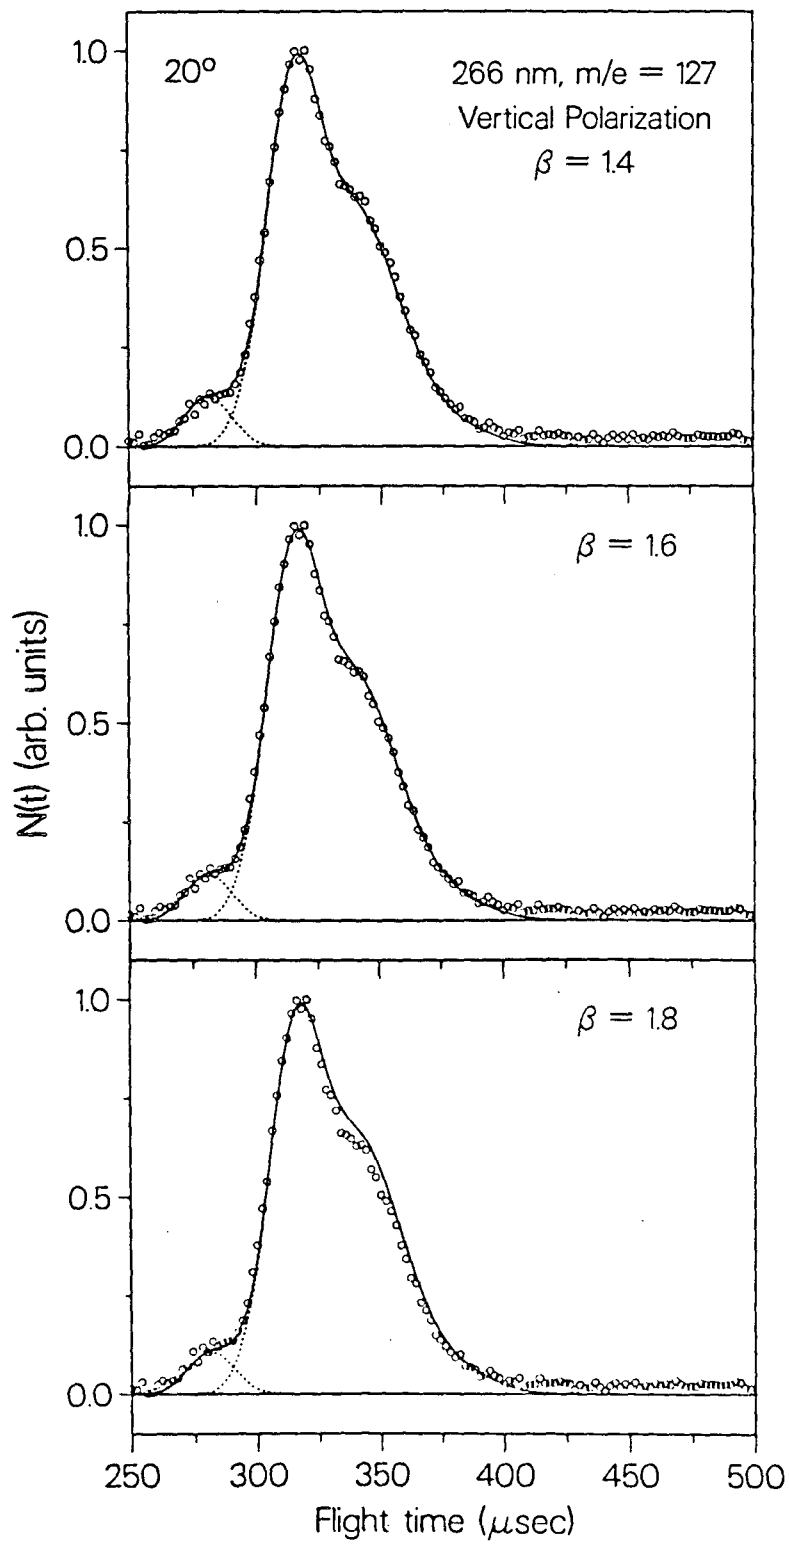 1.0
20°
266 nm, m/e = 127
Vertical Polarization
β = 1.4
0.5
0.0
1.0
β = 1.6
0.5
0.0
N(t) (arb. units)
1.0
β = 1.8
0.5
0.0
250 300 350 400 450 500
Flight time (μsec)